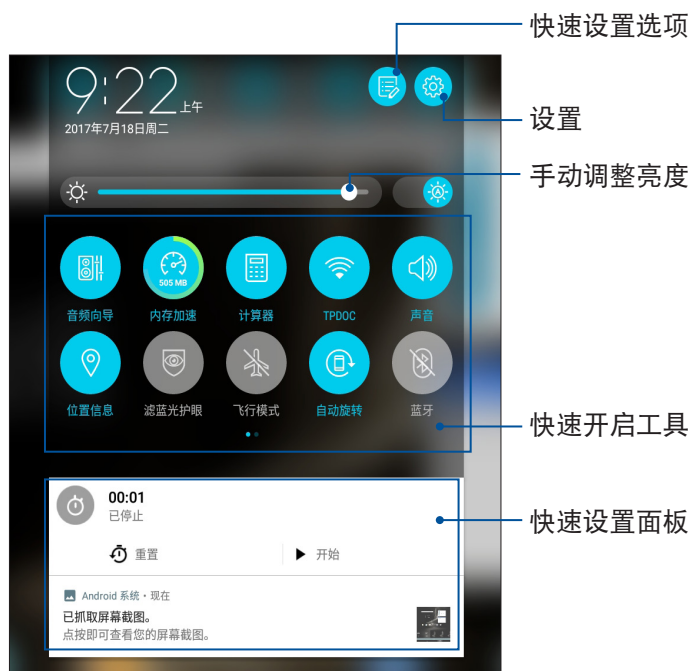 快速设置选项
9:22上午
2017年7月18日周二
设置
手动调整亮度
A
505 MB
音频向导 内存加速 计算器 TPDOC 声音
位置信息 滤蓝光护眼 飞行模式 自动旋转 蓝牙
快速开启工具
00:01
已停止
快速设置面板
重置 开始
Android 系统 • 现在
已抓取屏幕截图。
点按即可查看您的屏幕截图。